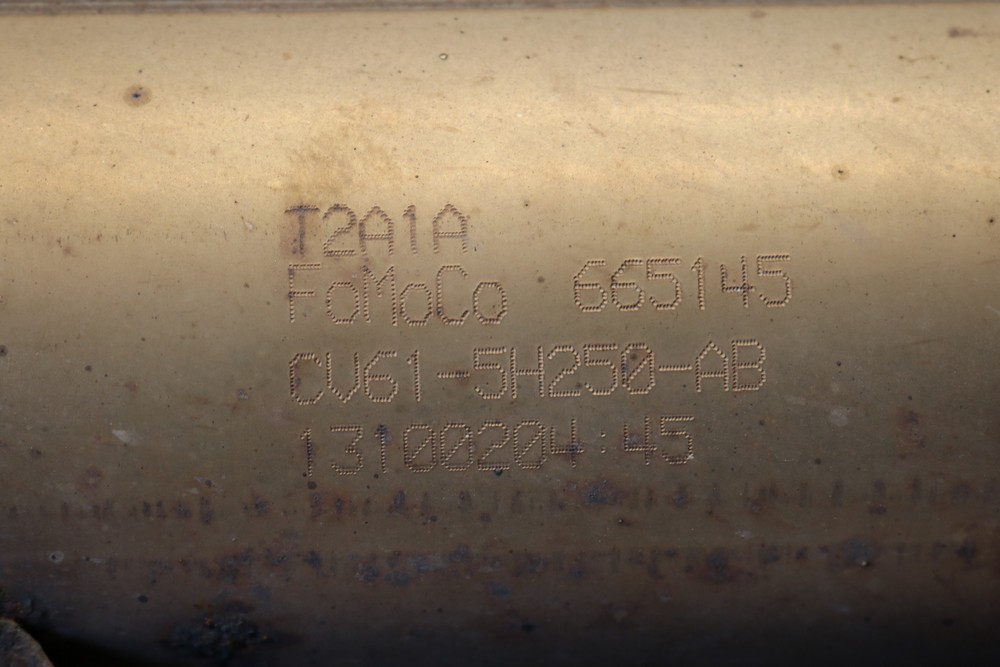 T2A1A
FoMoCo 665145
CV61-5H250-AB
13100204:45